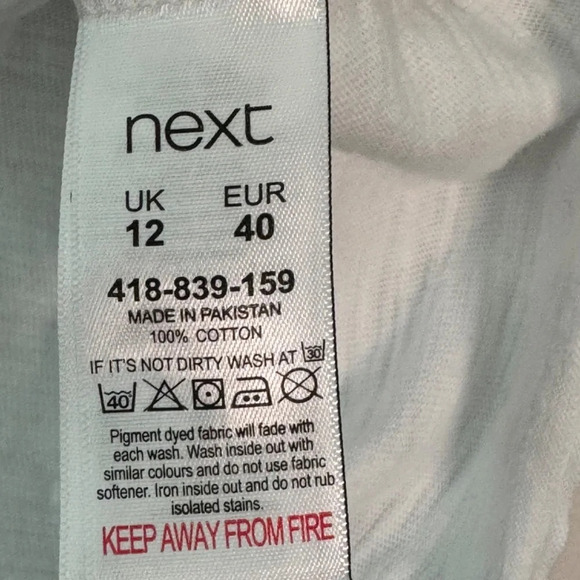 next
UK EUR
12 40
418-839-159
MADE IN PAKISTAN
100% COTTON
IF IT'S NOT DIRTY WASH AT 30
40
Pigment dyed fabric will fade with
each wash. Wash inside out with
similar colours and do not use fabric
softener. Iron inside out and do not rub
isolated stains.
KEEP AWAY FROM FIRE